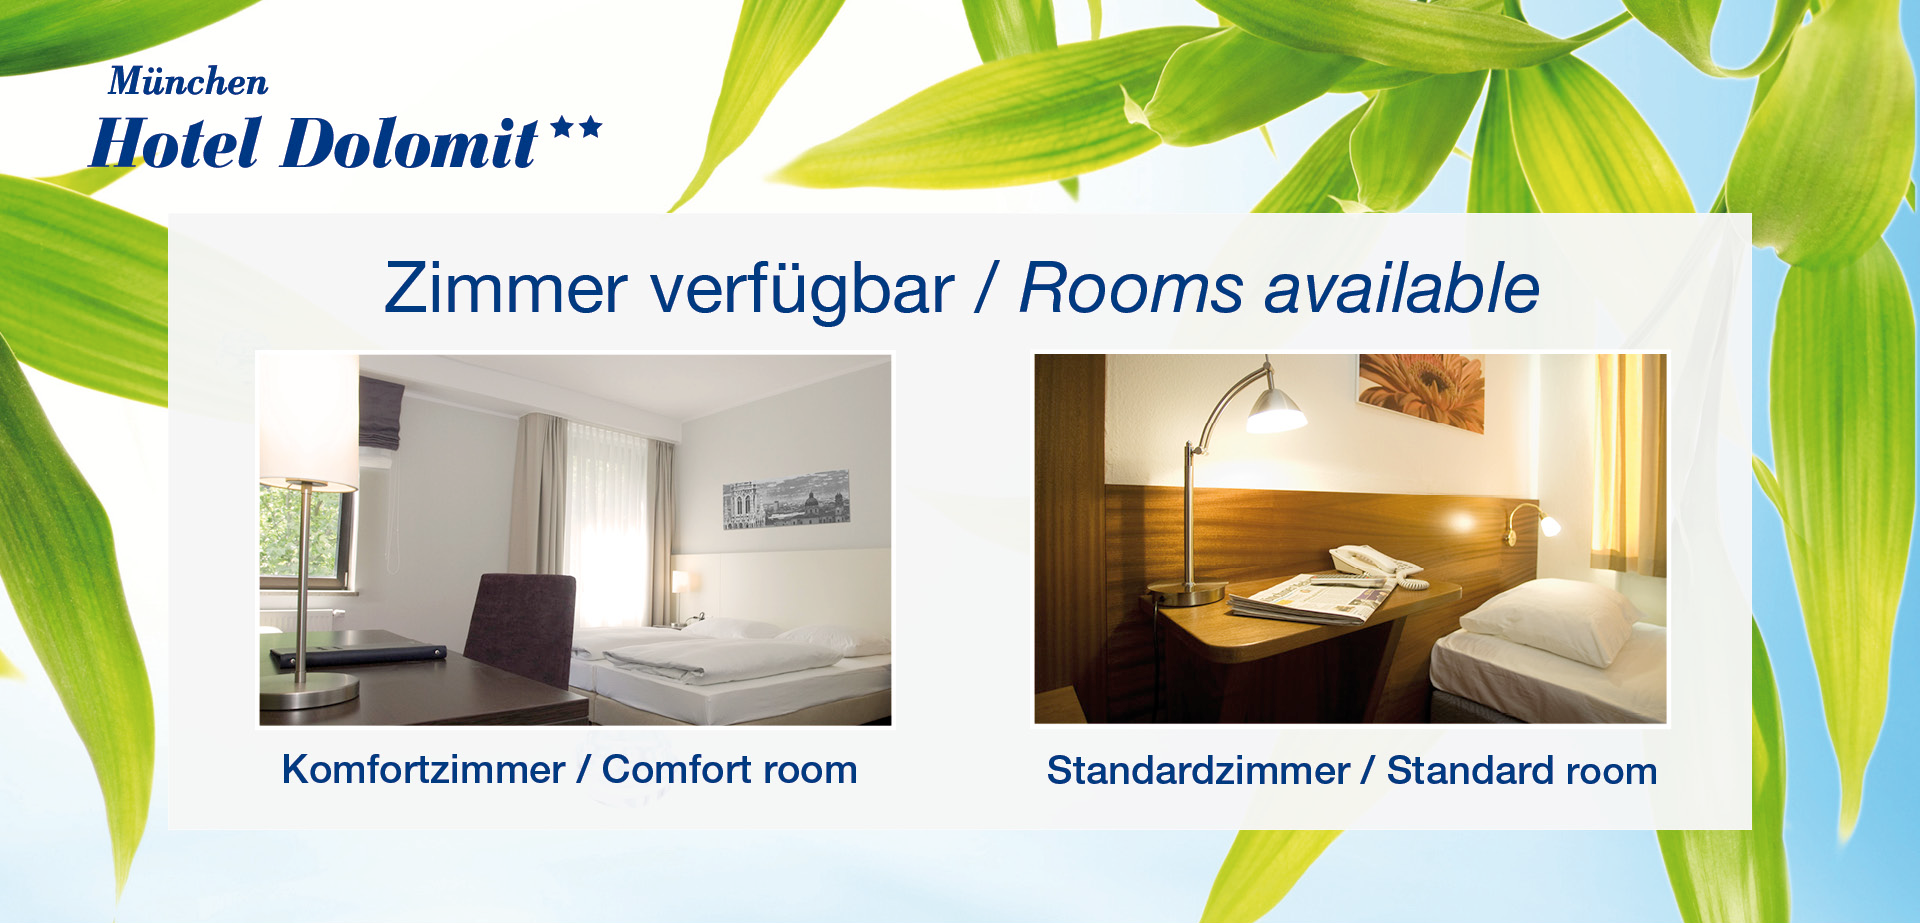 München
Hotel Dolomit★★
Zimmer verfügbar / Rooms available
Komfortzimmer / Comfort room
Standardzimmer / Standard room